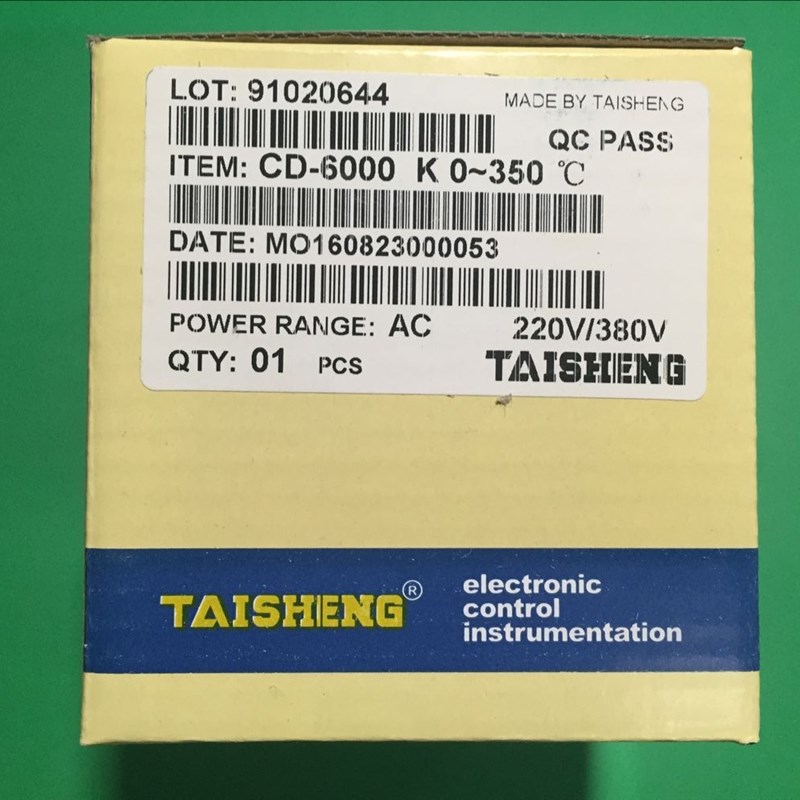 LOT: 91020644
MADE BY TAISHENG
QC PASS
ITEM: CD-6000 K 0~350 ℃
DATE: MO160823000053
POWER RANGE: AC 220V/380V
QTY: 01 PCS
TAISHENG
TAISHENG®
electronic
control
instrumentation